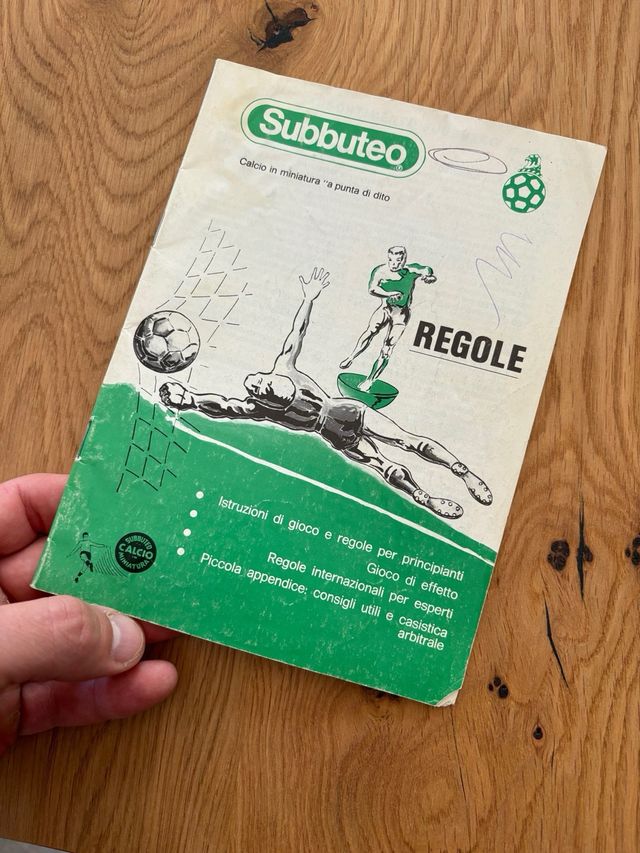 Subbuteo®
Calcio in miniatura "a punta di dito
REGOLE
Istruzioni di gioco e regole per principianti
Gioco di effetto
Regole internazionali per esperti
Piccola appendice: consigli utili e casistica
arbitrale
SUBBUTEO
CALCIO
IN
MINIATURA